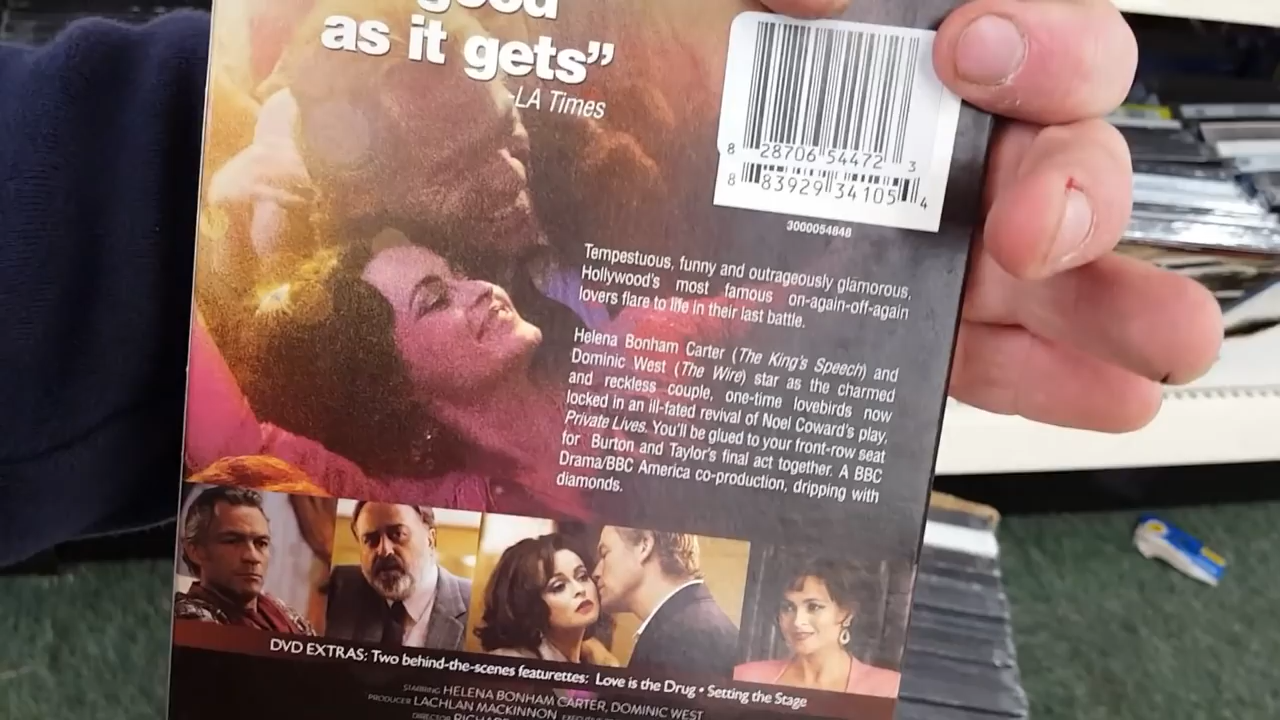 good
as it gets”
-LA Times
8 28706 54472 3
8 83929 34105 4
3000054848
Tempestuous, funny and outrageously glamorous,
Hollywood's most famous on-again-off-again
lovers flare to life in their last battle.
Helena Bonham Carter (The King's Speech) and
Dominic West (The Wire) star as the charmed
and reckless couple, one-time lovebirds now
locked in an ill-fated revival of Noel Coward's play,
Private Lives. You'll be glued to your front-row seat
for Burton and Taylor's final act together. A BBC
Drama/BBC America co-production, dripping with
diamonds.
DVD EXTRAS: Two behind-the-scenes featurettes: Love is the Drug • Setting the Stage
STARRING HELENA BONHAM CARTER, DOMINIC WEST
PRODUCER LACHLAN MACKINNON
DIRECTOR